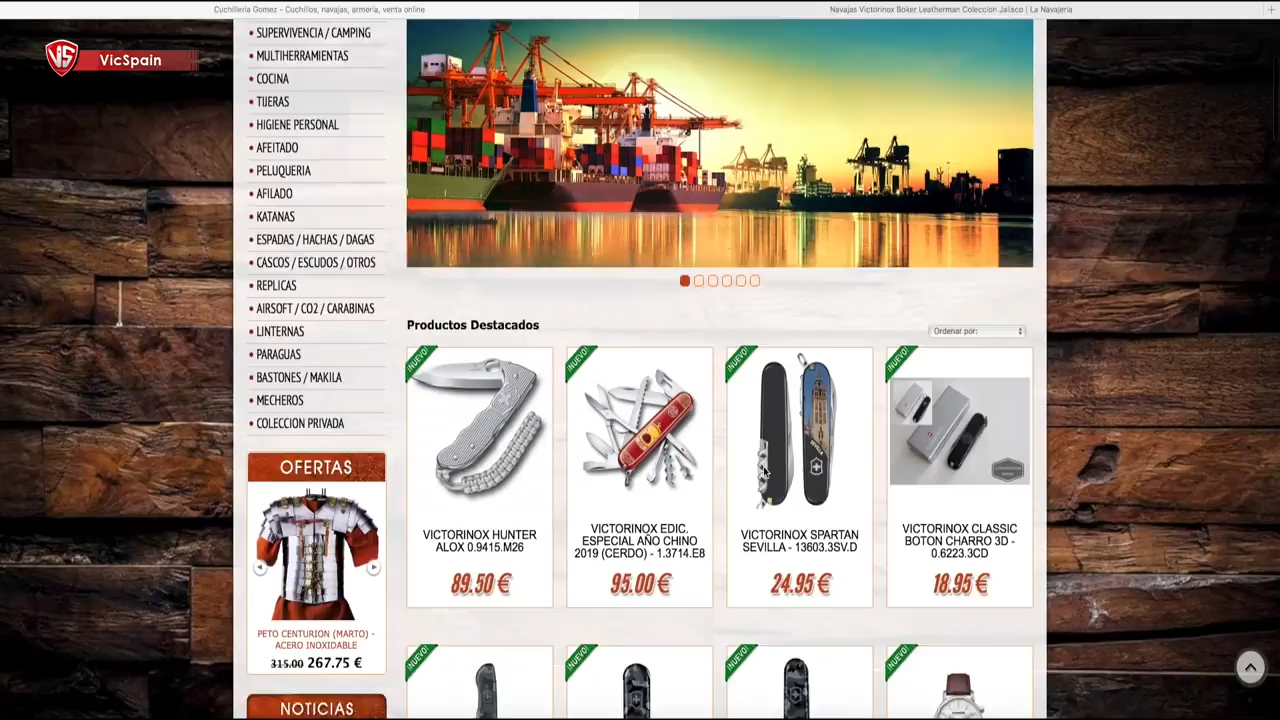 Cuchilleria Gomez - Cuchillos, navajas, armeria, venta online
Navajas Victorinox Boker Leatherman Coleccion Jalisco | La Navajeria
VS VicSpain
SUPERVIVENCIA / CAMPING
MULTIHERRAMIENTAS
COCINA
TIJERAS
HIGIENE PERSONAL
AFEITADO
PELUQUERIA
AFILADO
KATANAS
ESPADAS / HACHAS / DAGAS
CASCOS / ESCUDOS / OTROS
REPLICAS
AIRSOFT / CO2 / CARABINAS
LINTERNAS
PARAGUAS
BASTONES / MAKILA
MECHEROS
COLECCION PRIVADA
OFERTAS
PETO CENTURION (MARTO) -
ACERO INOXIDABLE
315.00 267.75 €
NOTICIAS
Productos Destacados
Ordenar por:
¡NUEVO!
VICTORINOX HUNTER
ALOX 0.9415.M26
89.50 €
¡NUEVO!
VICTORINOX EDIC.
ESPECIAL AÑO CHINO
2019 (CERDO) - 1.3714.E8
95.00 €
¡NUEVO!
SEVILLA
VICTORINOX SPARTAN
SEVILLA - 13603.3SV.D
24.95 €
¡NUEVO!
VICTORINOX CLASSIC
BOTON CHARRO 3D -
0.6223.3CD
18.95 €
¡NUEVO!
¡NUEVO!
¡NUEVO!
¡NUEVO!